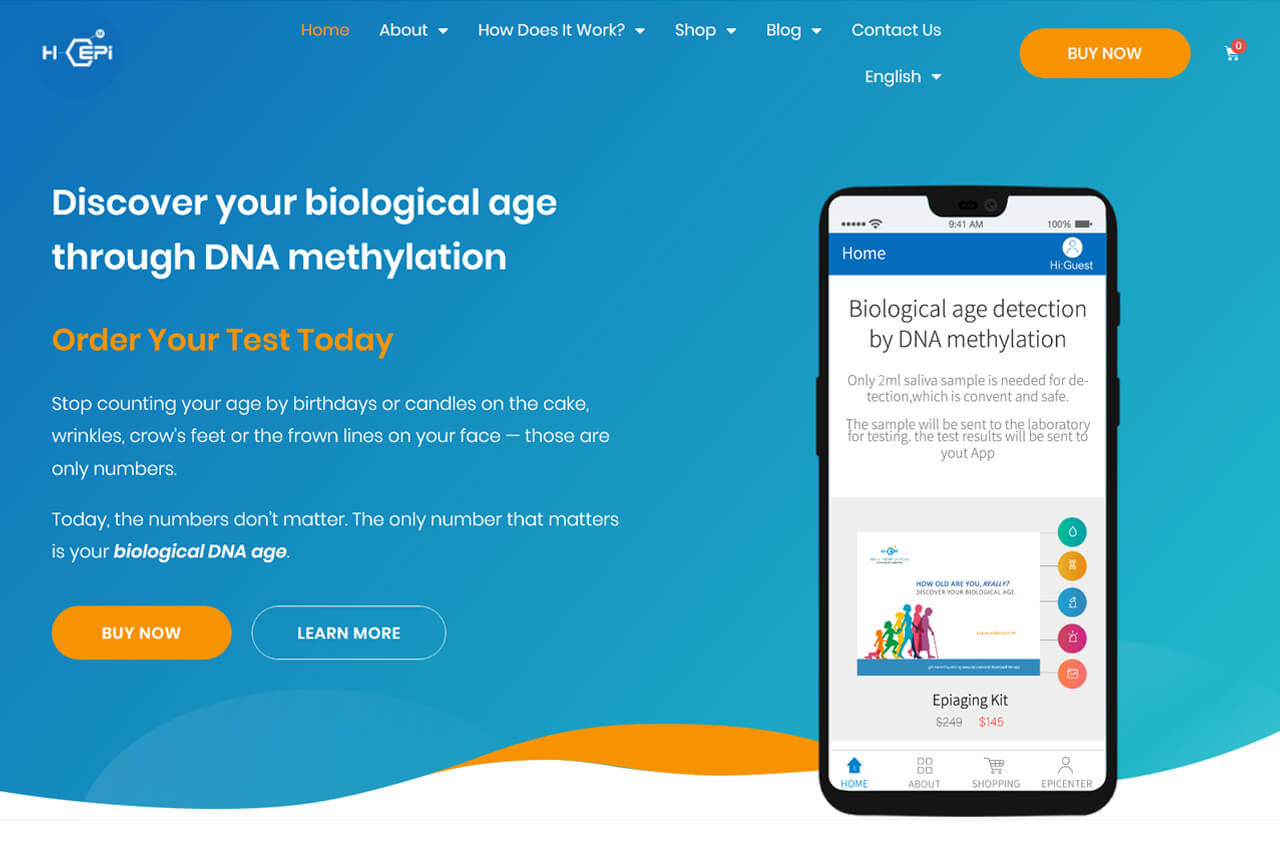 HKEPi
Home About How Does It Work? Shop Blog Contact Us
English
BUY NOW
0
Discover your biological age
through DNA methylation
Order Your Test Today
Stop counting your age by birthdays or candles on the cake,
wrinkles, crow's feet or the frown lines on your face — those are
only numbers.
Today, the numbers don't matter. The only number that matters
is your biological DNA age.
BUY NOW
LEARN MORE
9:41 AM
100%
Home
Hi:Guest
Biological age detection
by DNA methylation
Only 2ml saliva sample is needed for de-
tection,which is convent and safe.
The sample will be sent to the laboratory
for testing. the test results will be sent to
yout App
HOW OLD ARE YOU, REALLY?
DISCOVER YOUR BIOLOGICAL AGE.
saliva collection kit
Epiaging Kit
$249 $145
HOME ABOUT SHOPPING EPICENTER